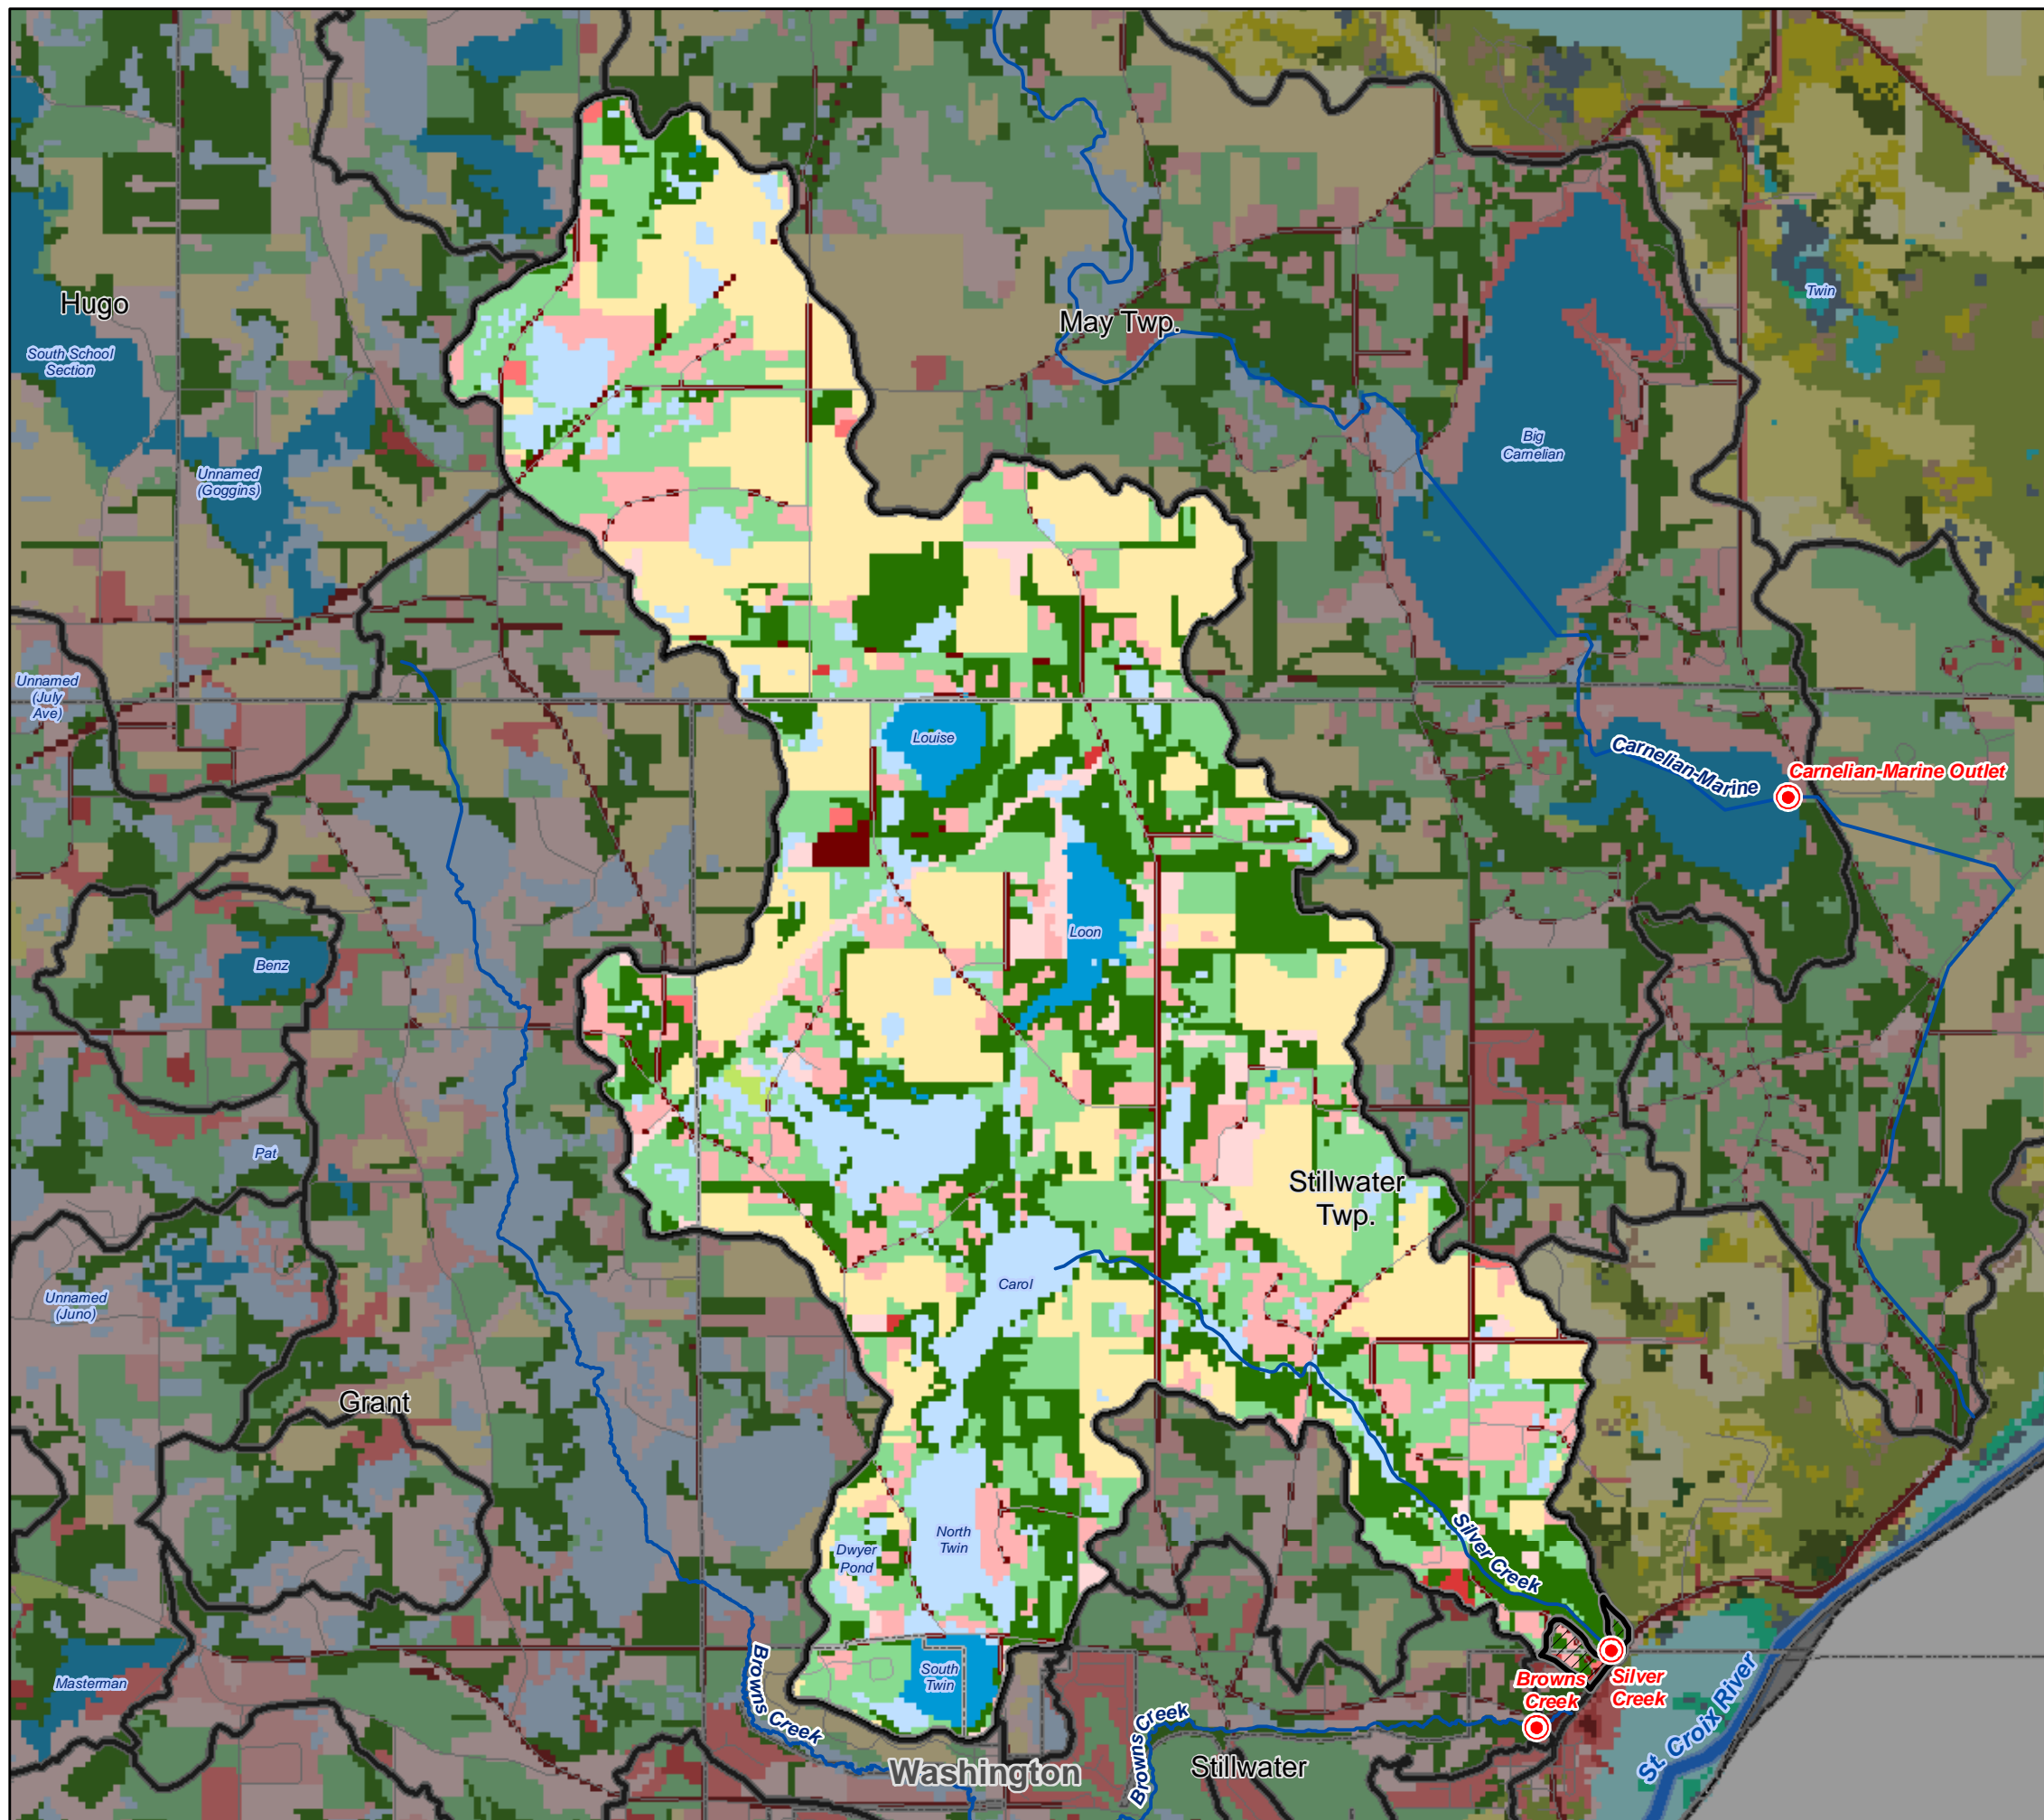 Hugo
South School
Section
Twin
May Twp.
Big
Carnelian
Unnamed
(Goggins)
Unnamed
(July
Ave)
Louise
Carnelian-Marine
Carnelian-Marine Outlet
Loon
Benz
Pat
Stillwater
Twp.
Carol
Unnamed
(Juno)
Grant
North
Twin
Dwyer
Pond
Silver Creek
South
Twin
Masterman
Browns Creek
Browns
Creek
Silver
Creek
St. Croix River
Browns Creek
Washington
Stillwater